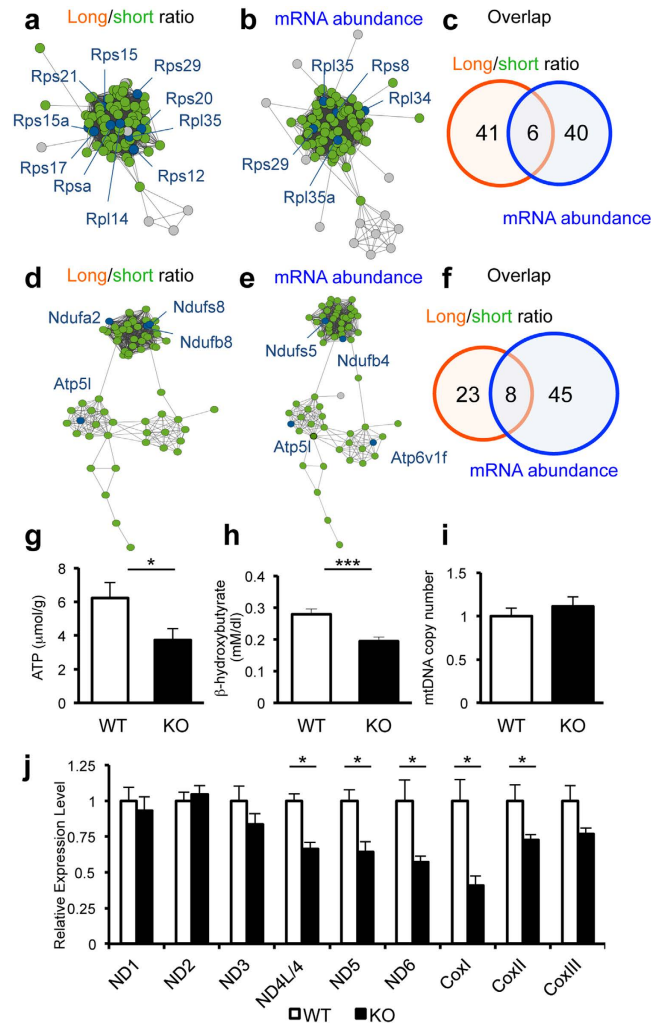 a Long/short ratio
Rps15
Rps21
Rps29
Rps20
Rps15a
Rpl35
Rps17
Rpsa
Rps12
Rpl14
b mRNA abundance
Rpl35
Rps8
Rpl34
Rps29
Rpl35a
c Overlap
Long/short ratio
41 6 40
mRNA abundance
d Long/short ratio
Ndufa2
Ndufs8
Ndufb8
Atp5l
e mRNA abundance
Ndufs5
Ndufb4
Atp5l
Atp6v1f
f Overlap
Long/short ratio
23 8 45
mRNA abundance
g
*
8
6
4
2
0
ATP (μmol/g)
WT KO
h
***
0.4
0.3
0.2
0.1
0
β-hydroxybutyrate
(mM/dl)
WT KO
i
1.5
1
0.5
0
mtDNA copy number
WT KO
j
1.25
1
0.75
0.5
0.25
0
Relative Expression Level
* * * * *
ND1 ND2 ND3 ND4L/4 ND5 ND6 CoxI CoxII CoxIII
WT KO